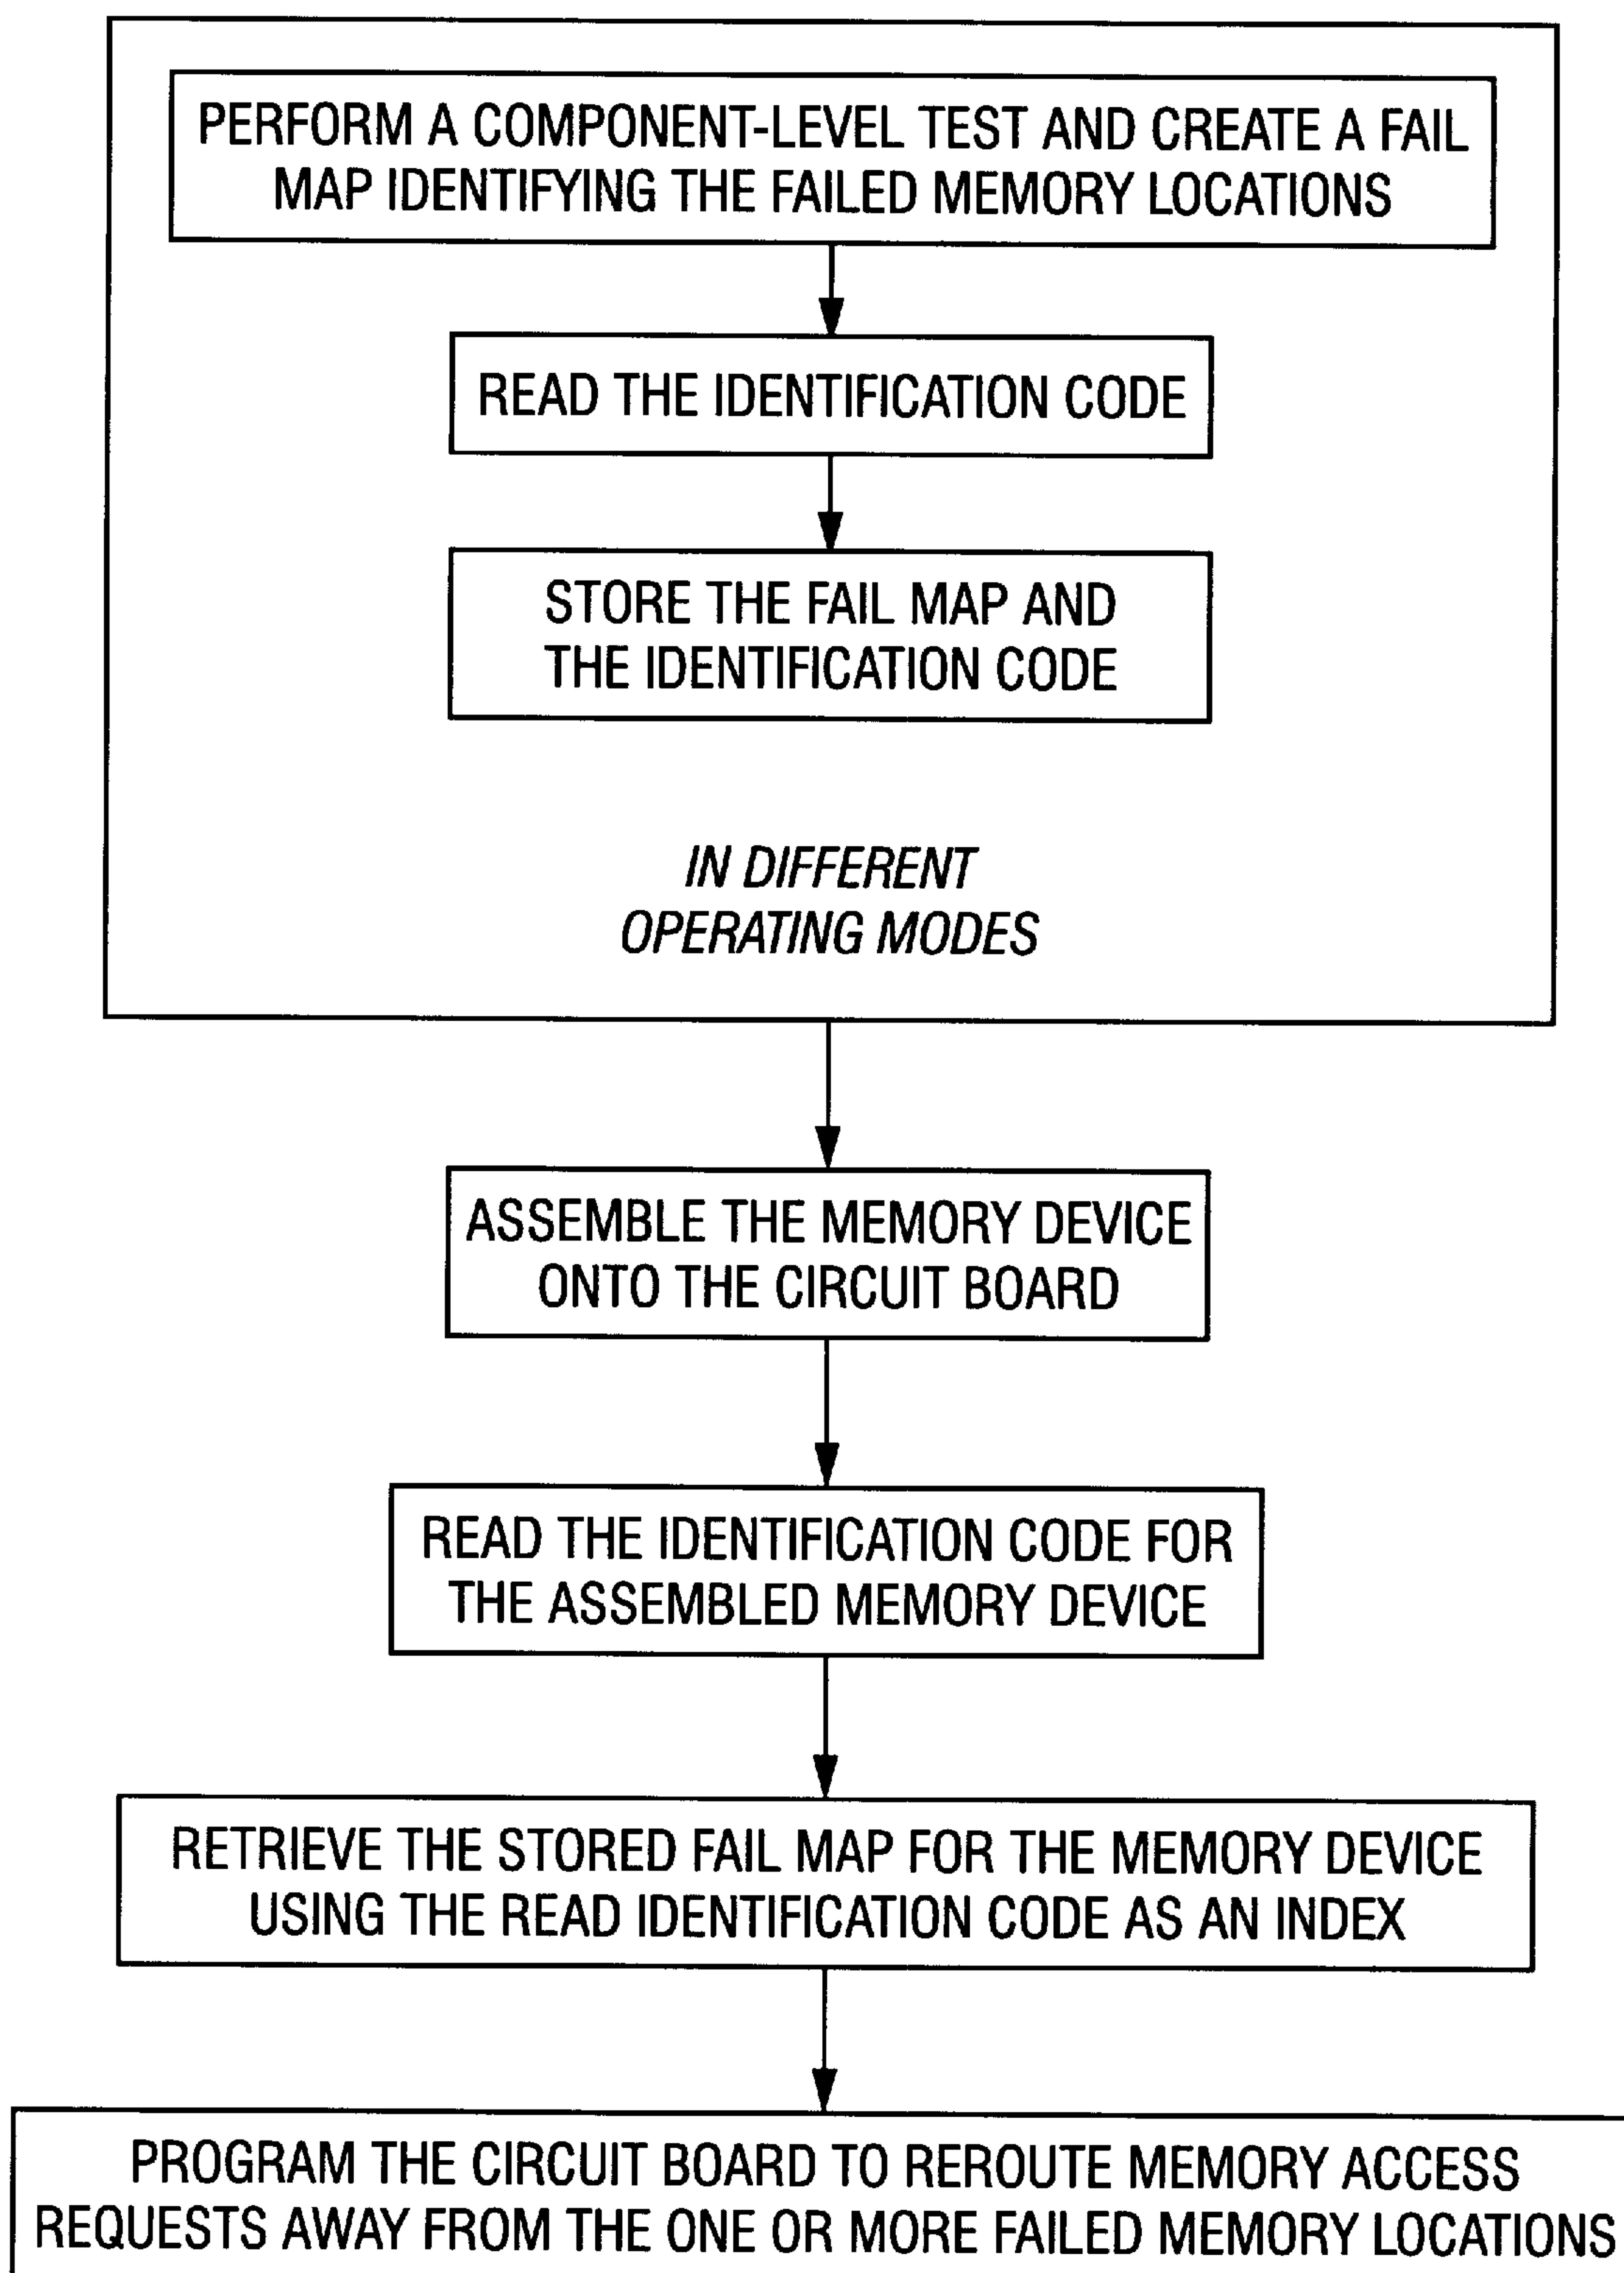 PERFORM A COMPONENT-LEVEL TEST AND CREATE A FAIL
MAP IDENTIFYING THE FAILED MEMORY LOCATIONS
READ THE IDENTIFICATION CODE
STORE THE FAIL MAP AND
THE IDENTIFICATION CODE
IN DIFFERENT
OPERATING MODES
ASSEMBLE THE MEMORY DEVICE
ONTO THE CIRCUIT BOARD
READ THE IDENTIFICATION CODE FOR
THE ASSEMBLED MEMORY DEVICE
RETRIEVE THE STORED FAIL MAP FOR THE MEMORY DEVICE
USING THE READ IDENTIFICATION CODE AS AN INDEX
PROGRAM THE CIRCUIT BOARD TO REROUTE MEMORY ACCESS
REQUESTS AWAY FROM THE ONE OR MORE FAILED MEMORY LOCATIONS